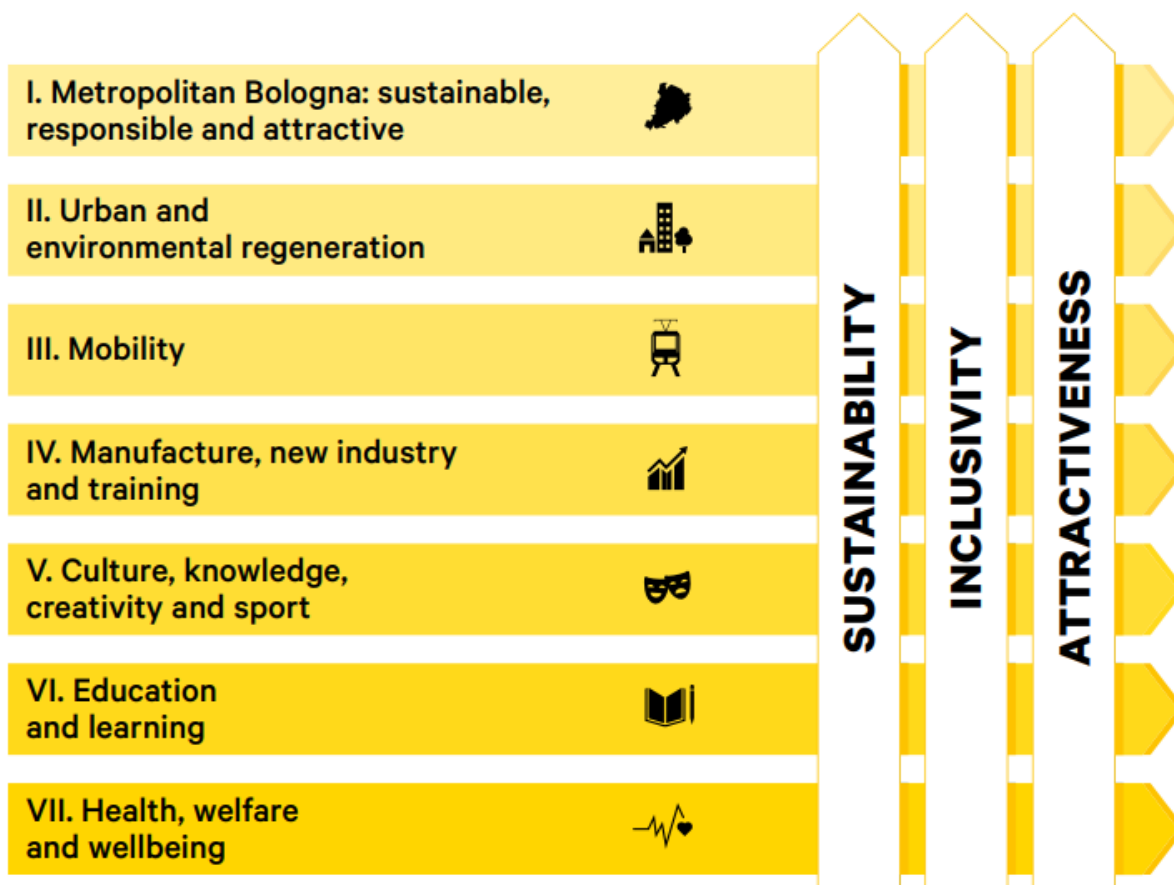 I. Metropolitan Bologna: sustainable,
responsible and attractive
II. Urban and
environmental regeneration
III. Mobility
IV. Manufacture, new industry
and training
V. Culture, knowledge,
creativity and sport
VI. Education
and learning
VII. Health, welfare
and wellbeing
SUSTAINABILITY
INCLUSIVITY
ATTRACTIVENESS